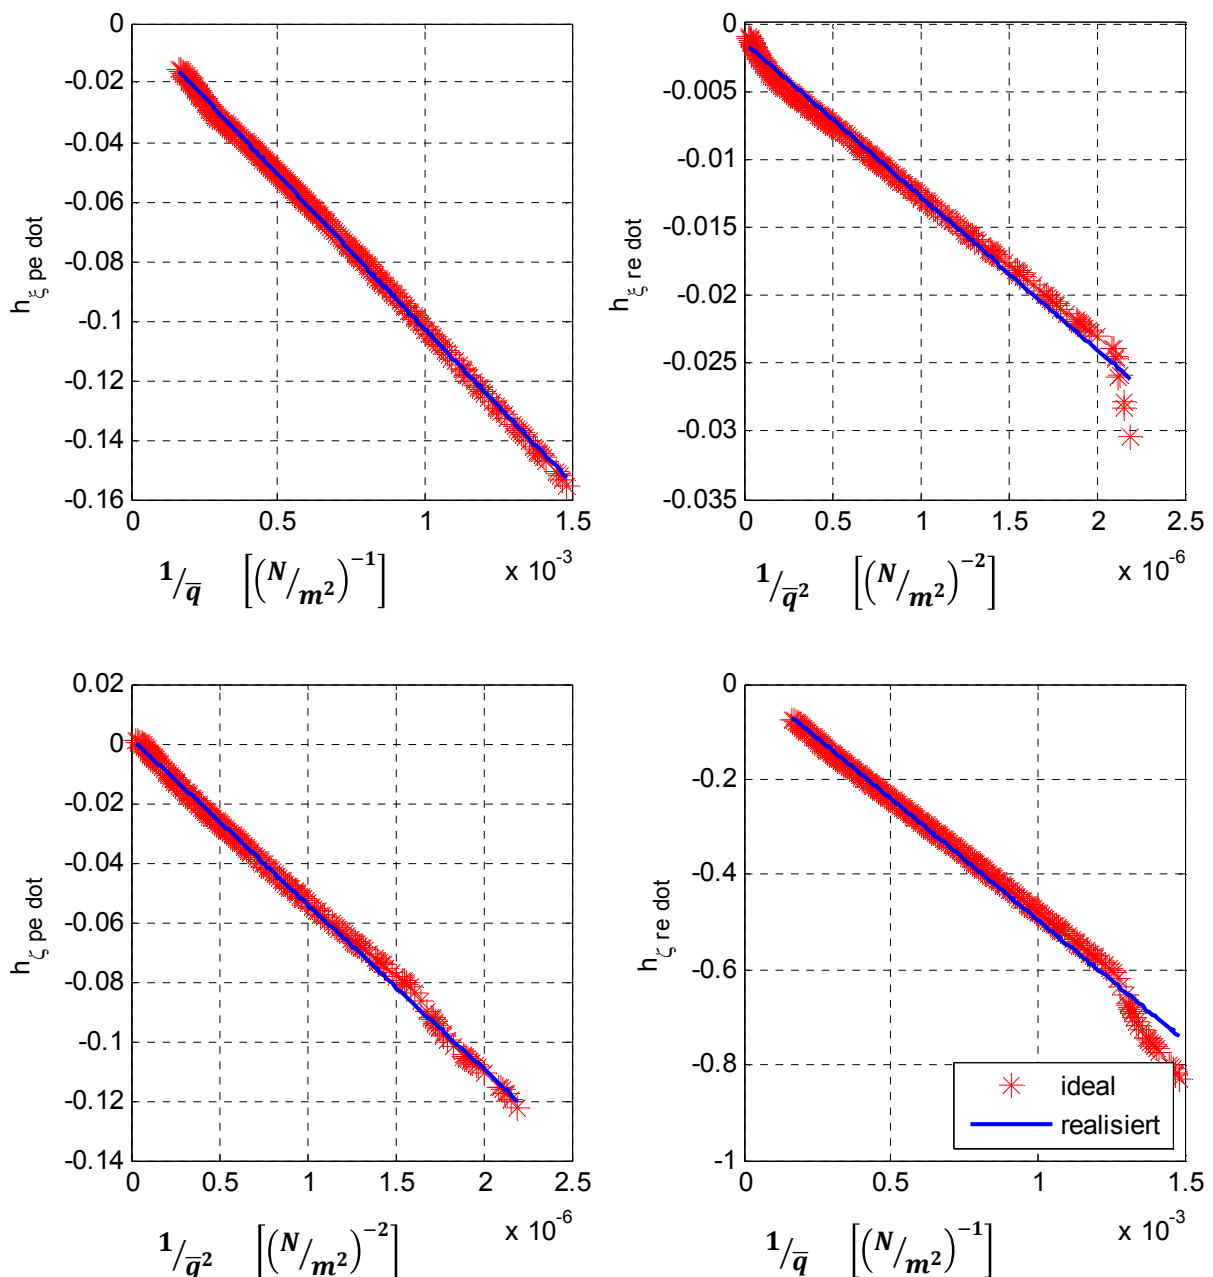 0
-0.02
-0.04
-0.06
-0.08
-0.1
-0.12
-0.14
-0.16
h_ξ pe dot
0 0.5 1 1.5
x 10^-3
1/q̅ [(N/m²)^-1]
0
-0.005
-0.01
-0.015
-0.02
-0.025
-0.03
-0.035
h_ξ re dot
0 0.5 1 1.5 2 2.5
x 10^-6
1/q̅² [(N/m²)^-2]
0.02
0
-0.02
-0.04
-0.06
-0.08
-0.1
-0.12
-0.14
h_ζ pe dot
0 0.5 1 1.5 2 2.5
x 10^-6
1/q̅² [(N/m²)^-2]
0
-0.2
-0.4
-0.6
-0.8
-1
h_ζ re dot
ideal
realisiert
0 0.5 1 1.5
x 10^-3
1/q̅ [(N/m²)^-1]